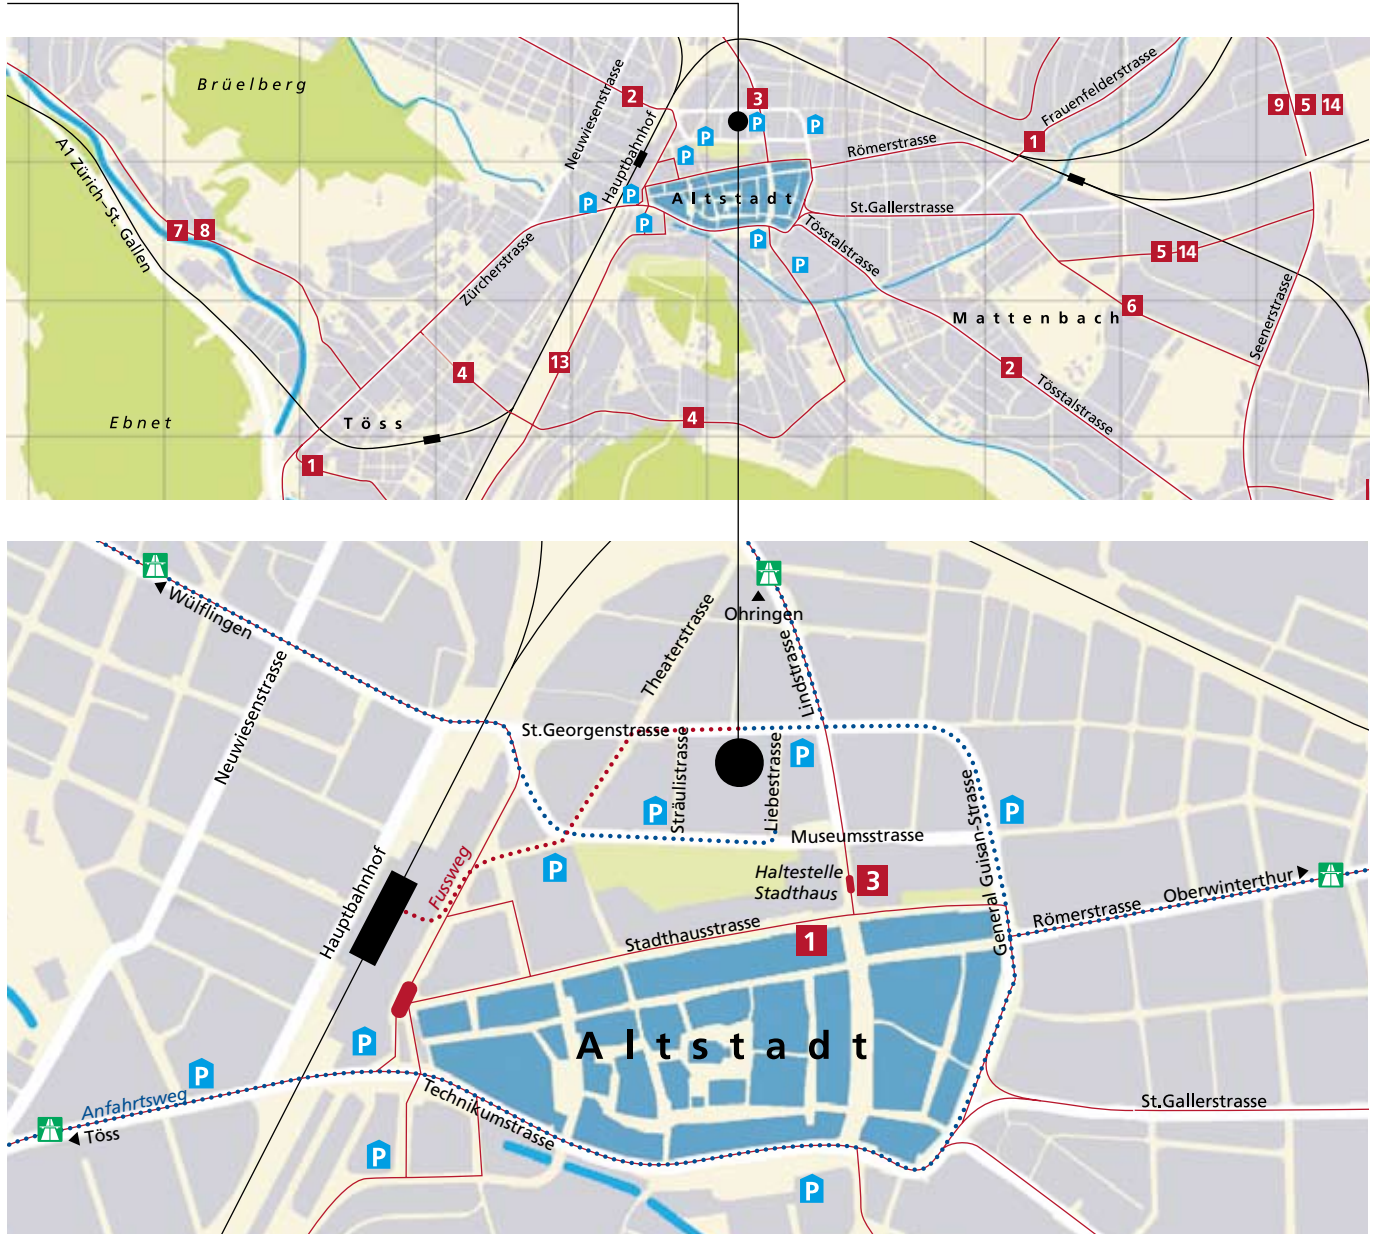 Brüelberg
Neuwiesenstrasse
2
Hauptbahnhof
3
P
P
P
P
Frauenfelderstrasse
9 5 14
1
Römerstrasse
A1 Zürich–St. Gallen
P
P
P
Altstadt
St.Gallerstrasse
7 8
P
P
Tösstalstrasse
5 14
Zürcherstrasse
6
Mattenbach
Seenerstrasse
13
4
2
Tösstalstrasse
4
Ebnet
Töss
1
Wülflingen
Ohringen
Theaterstrasse
Lindstrasse
Neuwiesenstrasse
St.Georgenstrasse
Sträulistrasse
Liebestrasse
P
P
P
General Guisan-Strasse
Museumsstrasse
Hauptbahnhof
Fussweg
P
Haltestelle
Stadthaus
3
Oberwinterthur
Römerstrasse
Stadthausstrasse
1
Altstadt
P
P
Anfahrtsweg
Töss
Technikumstrasse
St.Gallerstrasse
P
P